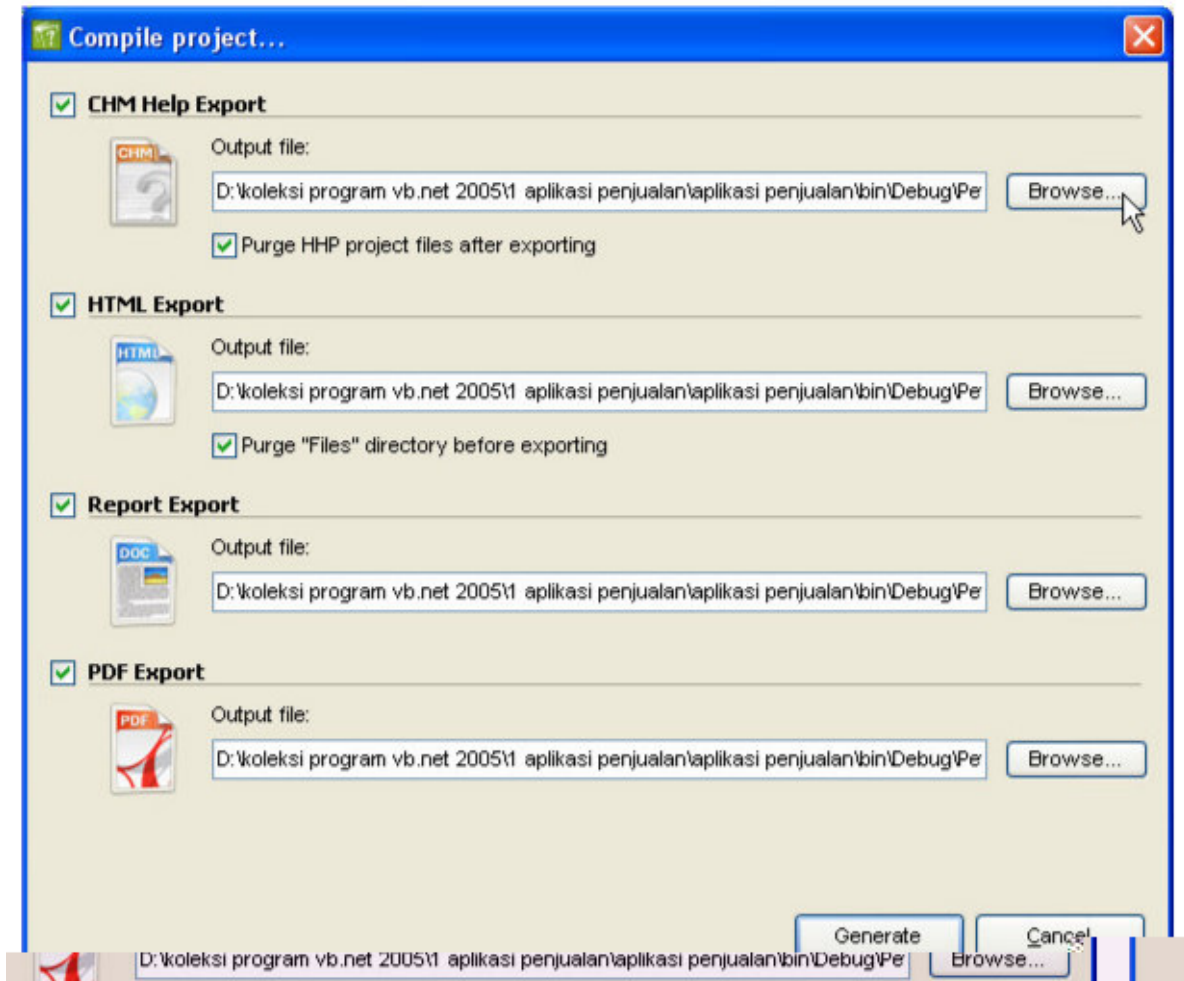 Compile project...
CHM Help Export
CHM
Output file:
D:\koleksi program vb.net 2005\1 aplikasi penjualan\aplikasi penjualan\bin\Debug\Pe
Browse...
Purge HHP project files after exporting
HTML Export
HTML
Output file:
D:\koleksi program vb.net 2005\1 aplikasi penjualan\aplikasi penjualan\bin\Debug\Pe
Browse...
Purge "Files" directory before exporting
Report Export
DOC
Output file:
D:\koleksi program vb.net 2005\1 aplikasi penjualan\aplikasi penjualan\bin\Debug\Pe
Browse...
PDF Export
PDF
Output file:
D:\koleksi program vb.net 2005\1 aplikasi penjualan\aplikasi penjualan\bin\Debug\Pe
Browse...
Generate
Cancel
D:\koleksi program vb.net 2005\1 aplikasi penjualan\aplikasi penjualan\bin\Debug\Pe
Browse...